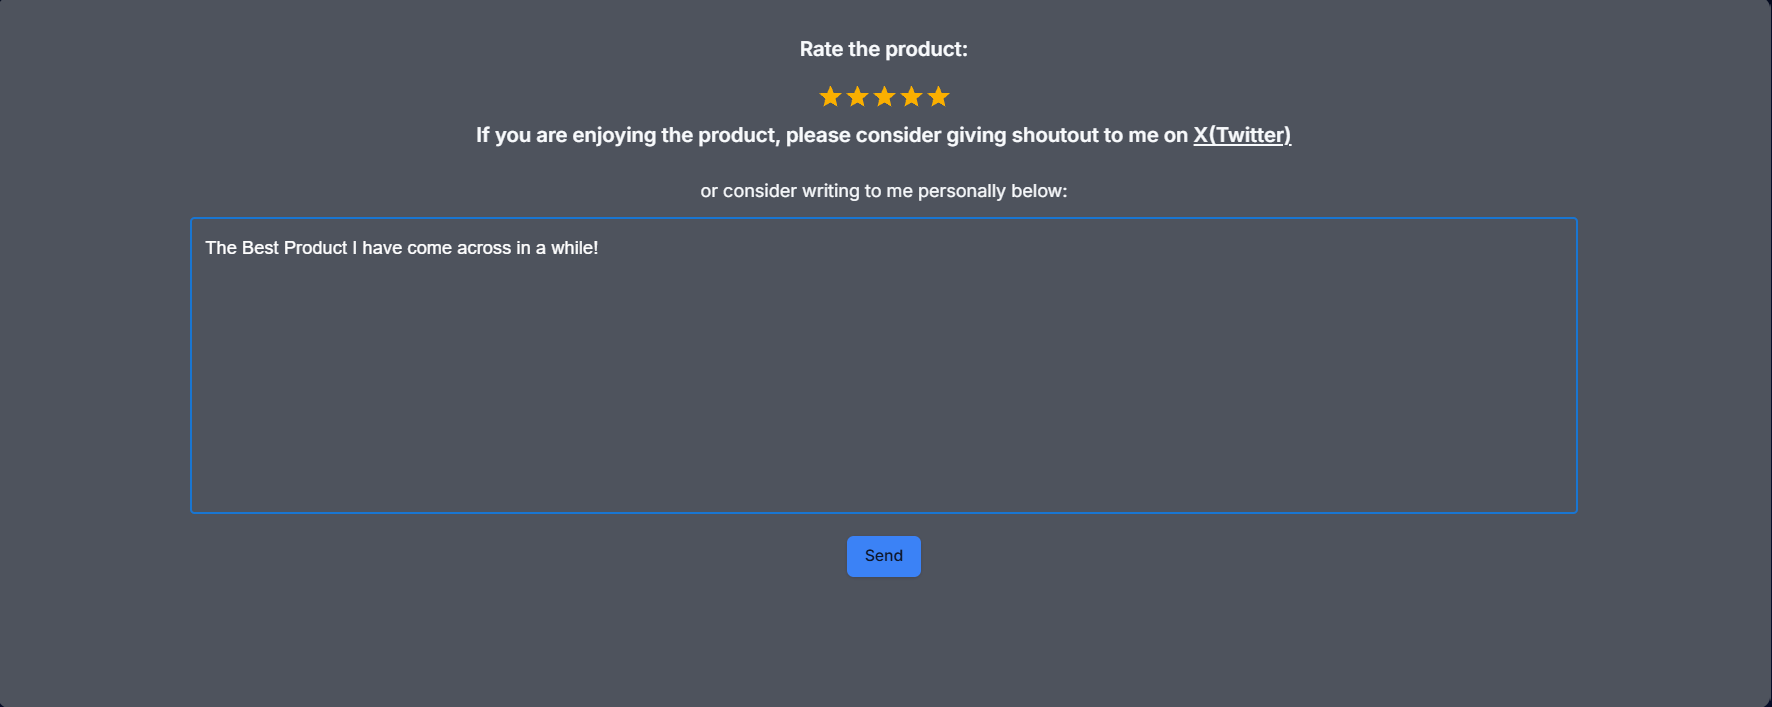 Rate the product:
If you are enjoying the product, please consider giving shoutout to me on X(Twitter)
or consider writing to me personally below:
The Best Product I have come across in a while!
Send